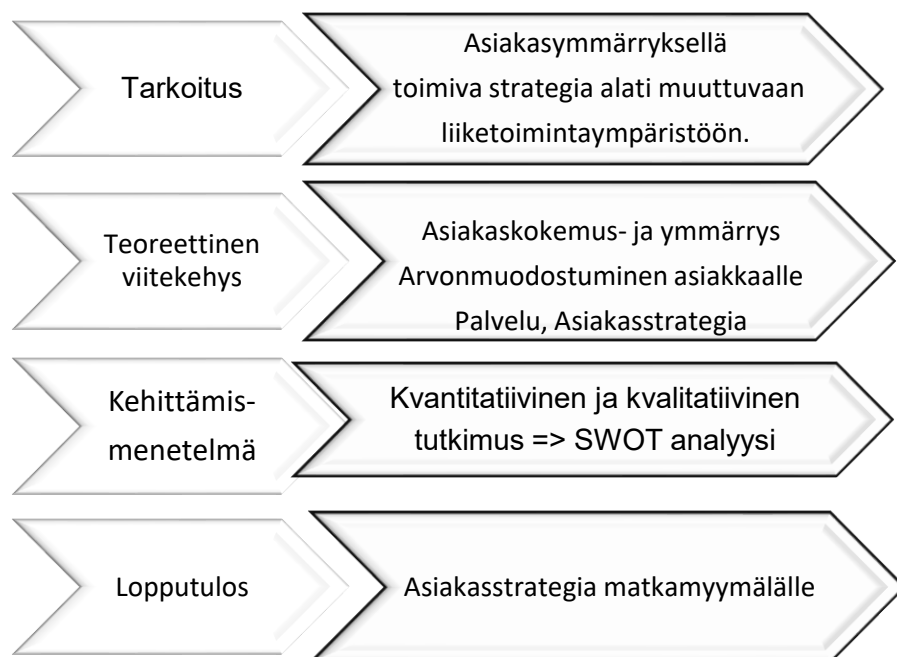 Tarkoitus
Asiakasymmärryksellä
toimiva strategia alati muuttuvaan
liiketoimintaympäristöön.
Teoreettinen
viitekehys
Asiakaskokemus- ja ymmärrys
Arvonmuodostuminen asiakkaalle
Palvelu, Asiakasstrategia
Kehittämis-
menetelmä
Kvantitatiivinen ja kvalitatiivinen
tutkimus => SWOT analyysi
Lopputulos
Asiakasstrategia matkamyymälälle